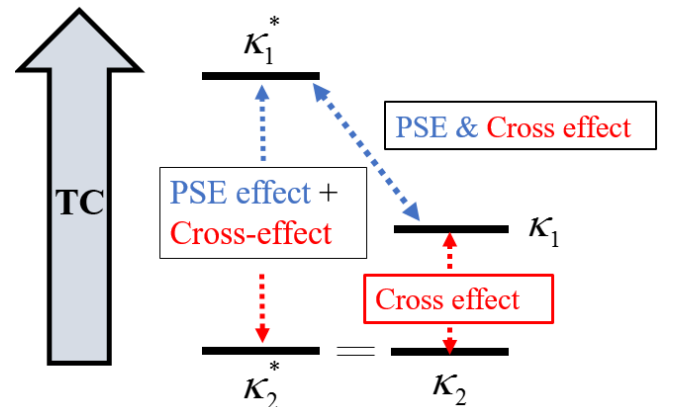 κ₁*
PSE & Cross effect
TC
PSE effect +
Cross-effect
κ₁
Cross effect
=
κ₂*
κ₂